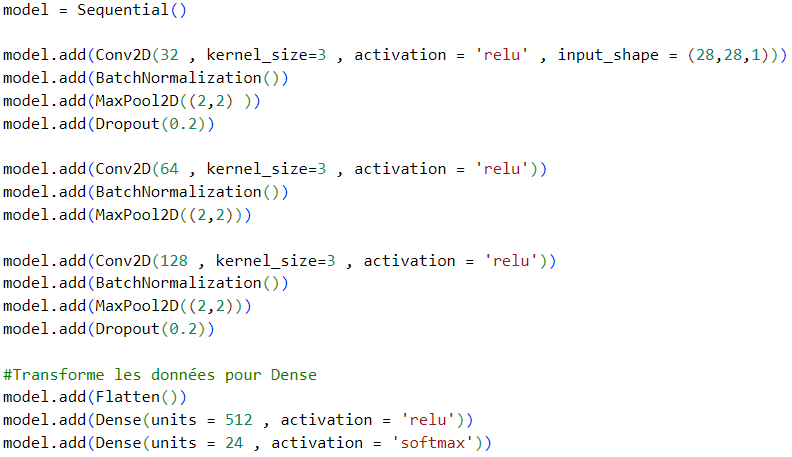 model = Sequential()
model.add(Conv2D(32 , kernel_size=3 , activation = 'relu' , input_shape = (28,28,1)))
model.add(BatchNormalization())
model.add(MaxPool2D((2,2) ))
model.add(Dropout(0.2))
model.add(Conv2D(64 , kernel_size=3 , activation = 'relu'))
model.add(BatchNormalization())
model.add(MaxPool2D((2,2)))
model.add(Conv2D(128 , kernel_size=3 , activation = 'relu'))
model.add(BatchNormalization())
model.add(MaxPool2D((2,2)))
model.add(Dropout(0.2))
#Transforme les données pour Dense
model.add(Flatten())
model.add(Dense(units = 512 , activation = 'relu'))
model.add(Dense(units = 24 , activation = 'softmax'))